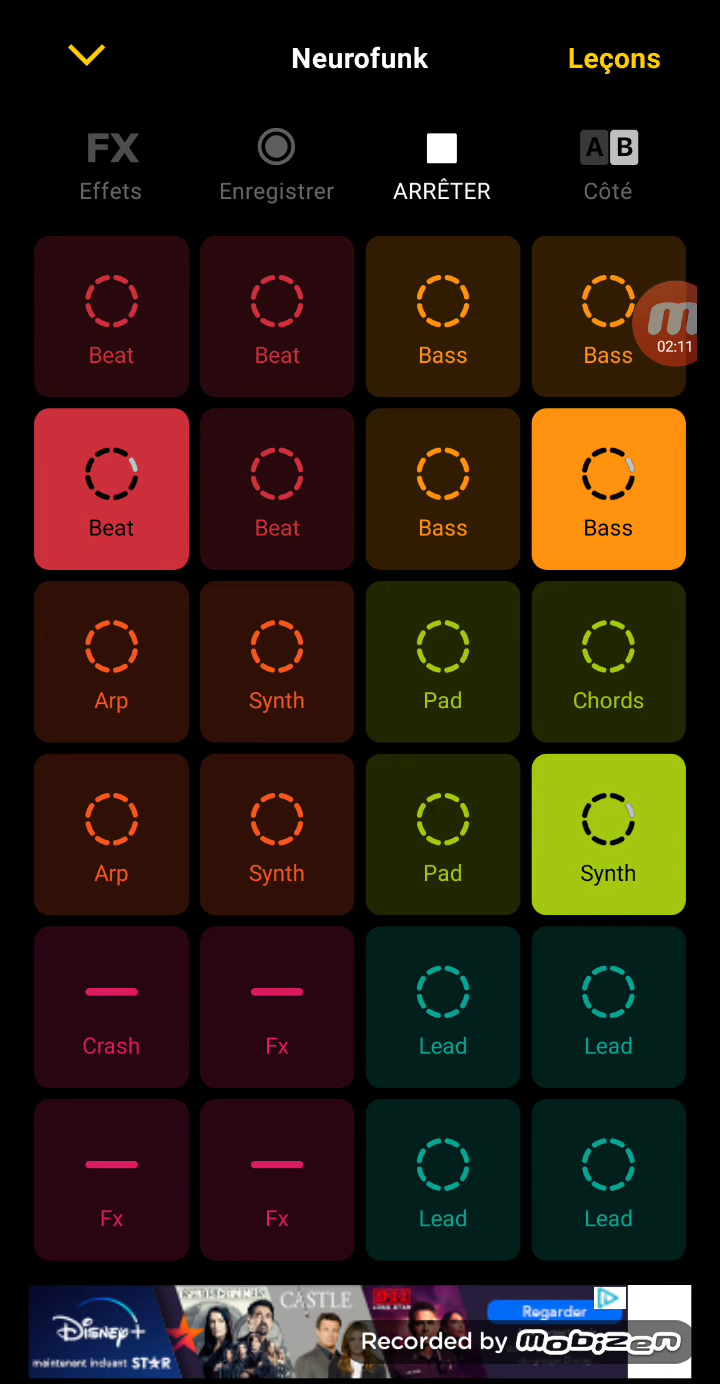 Neurofunk Leçons
FX A B
Effets Enregistrer ARRÊTER Côté
Beat Beat Bass Bass
02:11
Beat Beat Bass Bass
Arp Synth Pad Chords
Arp Synth Pad Synth
Crash Fx Lead Lead
Fx Fx Lead Lead
CASTLE
Regarder
DISNEY+
maintenant incluant STAR
Recorded by mobizen